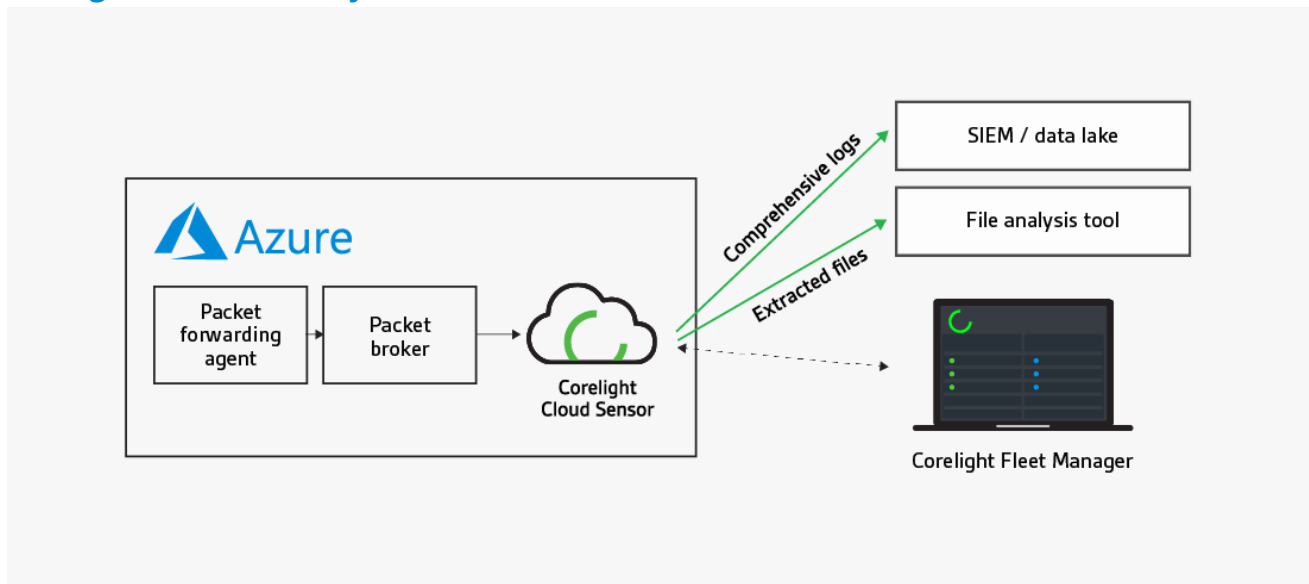 Azure
Packet
forwarding
agent
Packet
broker
Corelight
Cloud Sensor
Comprehensive logs
Extracted files
SIEM / data lake
File analysis tool
Corelight Fleet Manager